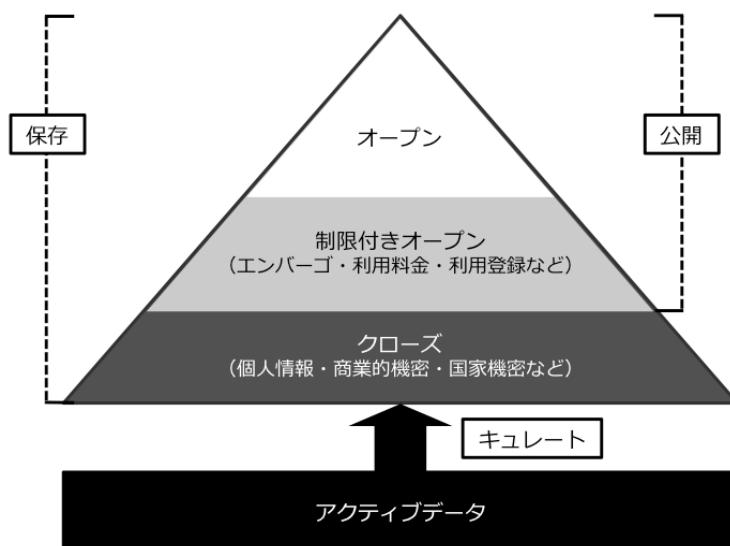 保存
オープン
公開
制限付きオープン
（エンバーゴ・利用料金・利用登録など）
クローズ
（個人情報・商業的機密・国家機密など）
キュレート
アクティブデータ